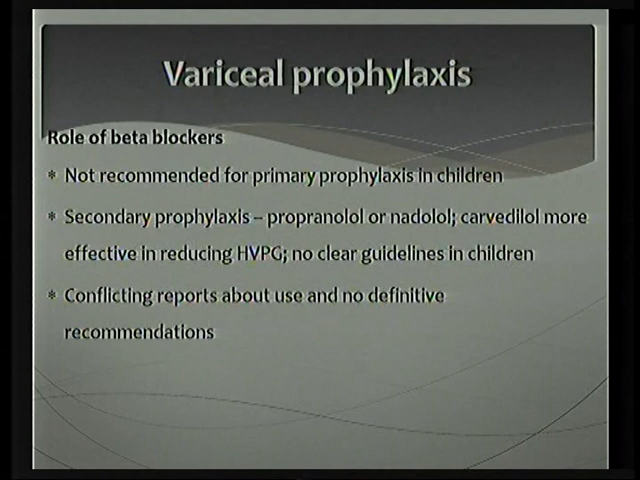 Variceal prophylaxis
Role of beta blockers
* Not recommended for primary prophylaxis in children
* Secondary prophylaxis – propranolol or nadolol; carvedilol more
effective in reducing HVPG; no clear guidelines in children
* Conflicting reports about use and no definitive
recommendations